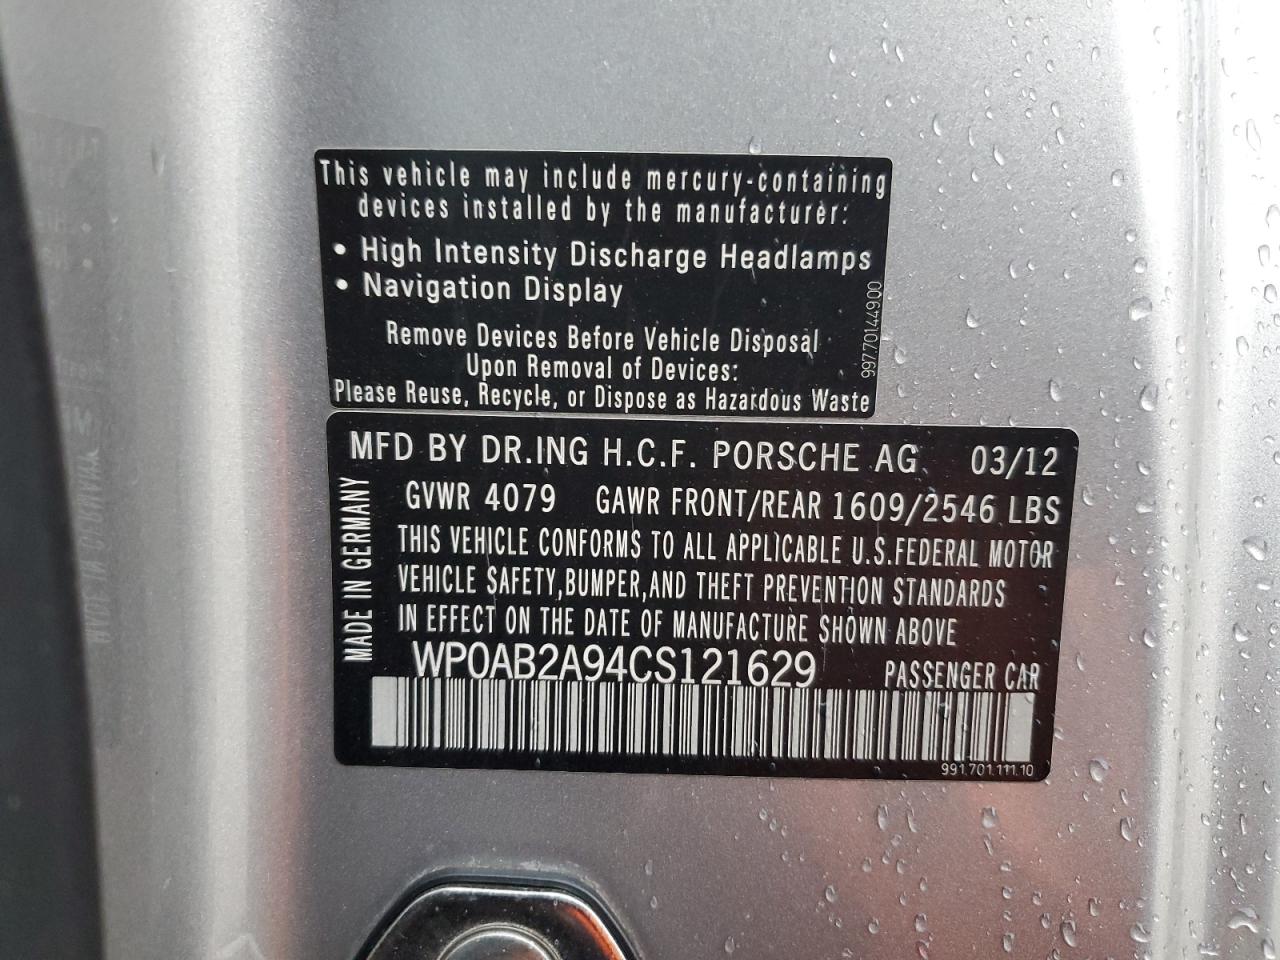 This vehicle may include mercury-containing
devices installed by the manufacturer:
• High Intensity Discharge Headlamps
• Navigation Display
Remove Devices Before Vehicle Disposal
Upon Removal of Devices:
Please Reuse, Recycle, or Dispose as Hazardous Waste
997.701.449.00
MFD BY DR.ING H.C.F. PORSCHE AG 03/12
GVWR 4079 GAWR FRONT/REAR 1609/2546 LBS
THIS VEHICLE CONFORMS TO ALL APPLICABLE U.S.FEDERAL MOTOR
VEHICLE SAFETY,BUMPER,AND THEFT PREVENTION STANDARDS
IN EFFECT ON THE DATE OF MANUFACTURE SHOWN ABOVE
MADE IN GERMANY
WP0AB2A94CS121629 PASSENGER CAR
991.701.111.10